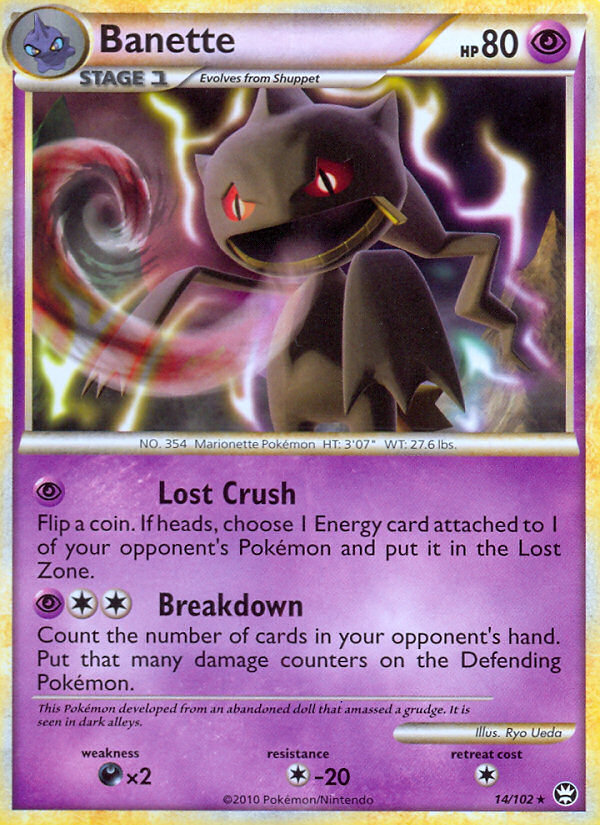 Banette
HP 80
STAGE 1
Evolves from Shuppet
NO. 354 Marionette Pokémon HT: 3'07" WT: 27.6 lbs.
Lost Crush
Flip a coin. If heads, choose 1 Energy card attached to 1
of your opponent's Pokémon and put it in the Lost
Zone.
Breakdown
Count the number of cards in your opponent's hand.
Put that many damage counters on the Defending
Pokémon.
This Pokémon developed from an abandoned doll that amassed a grudge. It is
seen in dark alleys.
Illus. Ryo Ueda
weakness resistance retreat cost
×2 -20
©2010 Pokémon/Nintendo 14/102 ★